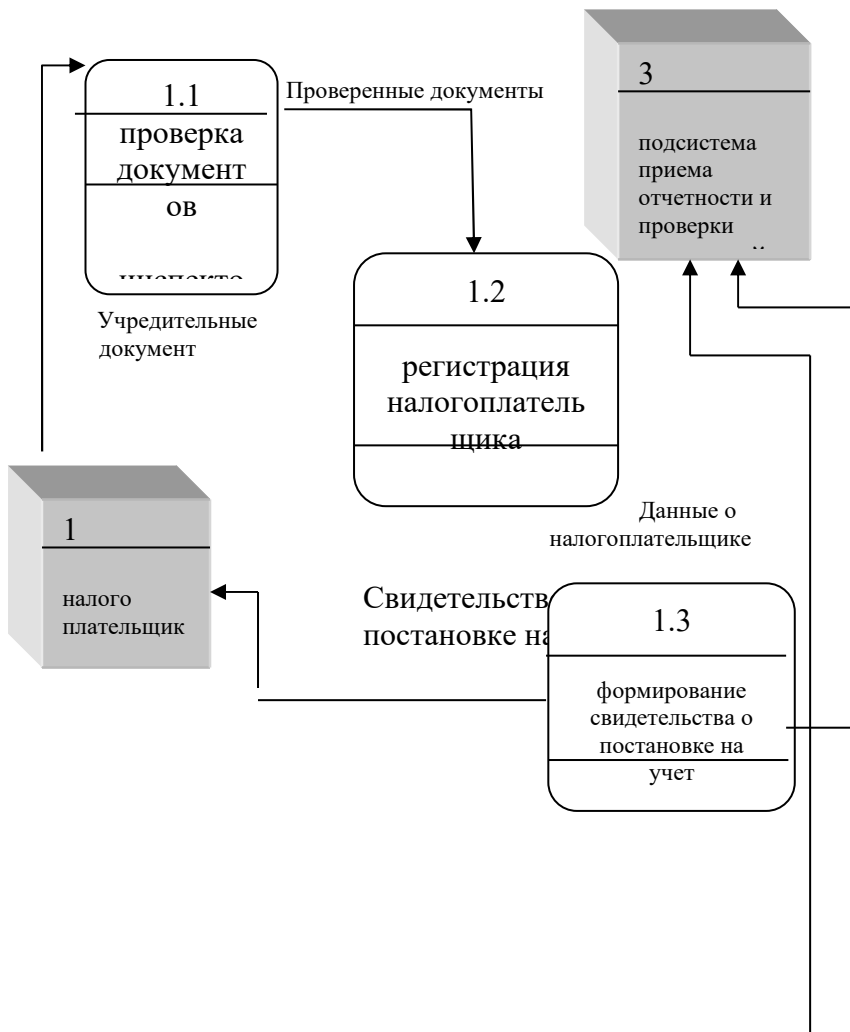 1.1
проверка
документ
ов
Проверенные документы
3
подсистема
приема
отчетности и
проверки
Учредительные
документ
1.2
регистрация
налогоплатель
щика
Данные о
налогоплательщике
1
налого
плательщик
Свидетельств
постановке на
1.3
формирование
свидетельства о
постановке на
учет